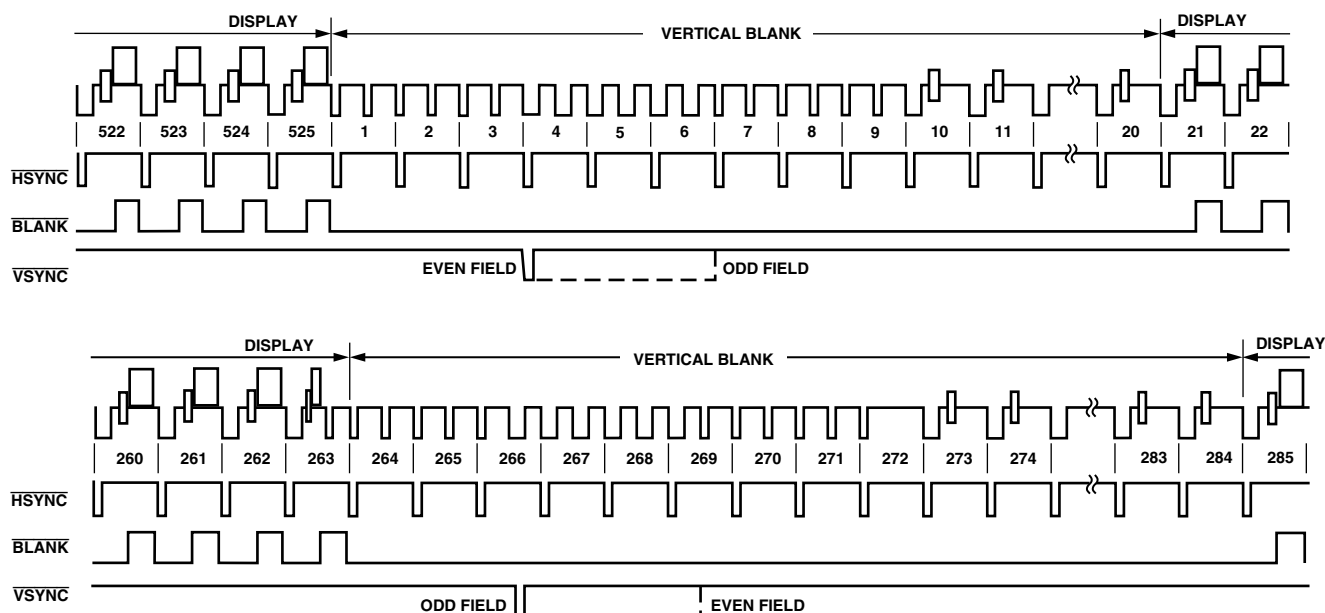 DISPLAY VERTICAL BLANK DISPLAY
522 523 524 525 1 2 3 4 5 6 7 8 9 10 11 20 21 22
HSYNC
BLANK
VSYNC
EVEN FIELD ODD FIELD
DISPLAY VERTICAL BLANK DISPLAY
260 261 262 263 264 265 266 267 268 269 270 271 272 273 274 283 284 285
HSYNC
BLANK
VSYNC
ODD FIELD EVEN FIELD